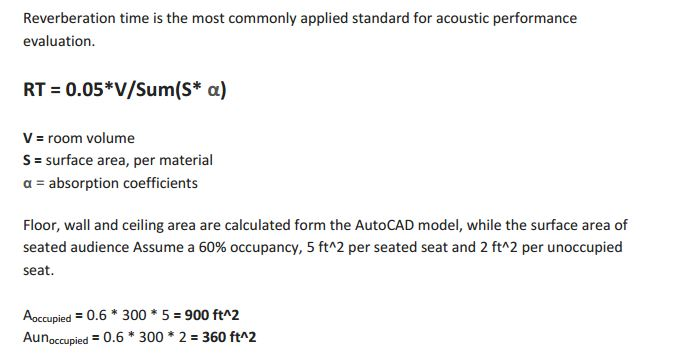 Reverberation time is the most commonly applied standard for acoustic performance
evaluation.
RT = 0.05*V/Sum(S* α)
V = room volume
S = surface area, per material
α = absorption coefficients
Floor, wall and ceiling area are calculated form the AutoCAD model, while the surface area of
seated audience Assume a 60% occupancy, 5 ft^2 per seated seat and 2 ft^2 per unoccupied
seat.
Aoccupied = 0.6 * 300 * 5 = 900 ft^2
Aunoccupied = 0.6 * 300 * 2 = 360 ft^2